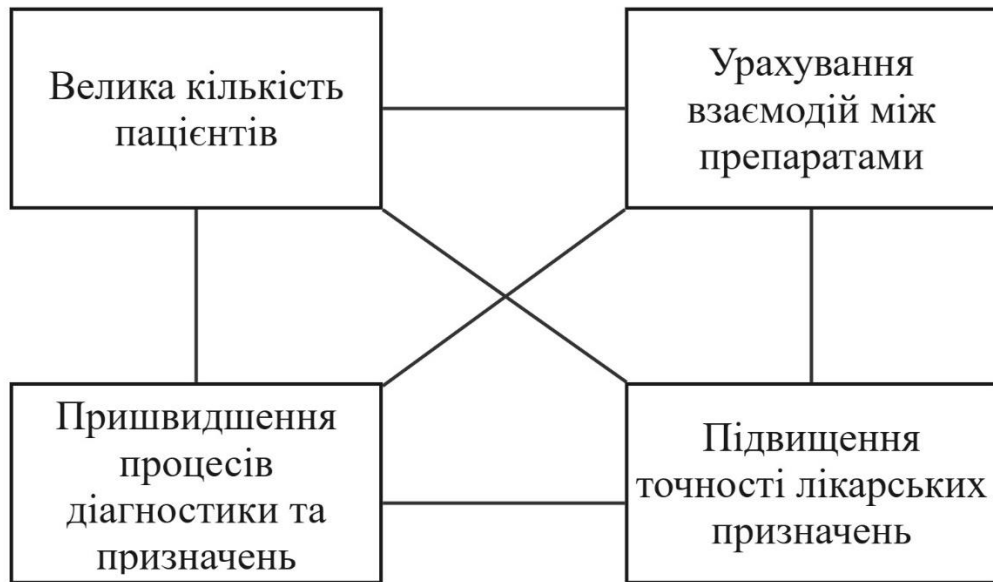 Велика кількість
пацієнтів
Урахування
взаємодій між
препаратами
Пришвидшення
процесів
діагностики та
призначень
Підвищення
точності лікарських
призначень